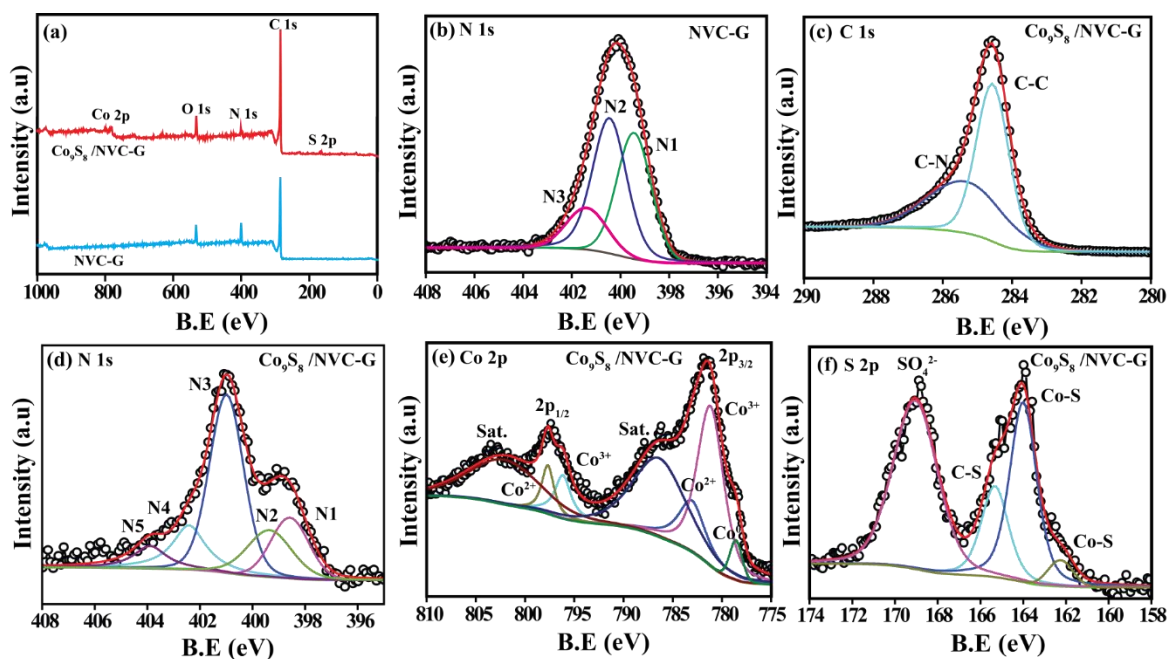 (a)
C 1s
Co 2p
O 1s
N 1s
S 2p
Co₉S₈ /NVC-G
NVC-G
Intensity (a.u)
1000 800 600 400 200 0
B.E (eV)
(b) N 1s NVC-G
N2
N1
N3
Intensity (a.u)
408 406 404 402 400 398 396 394
B.E (eV)
(c) C 1s Co₉S₈ /NVC-G
C-C
C-N
Intensity (a.u)
290 288 286 284 282 280
B.E (eV)
(d) N 1s Co₉S₈ /NVC-G
N3
N4
N5
N2
N1
Intensity (a.u)
408 406 404 402 400 398 396
B.E (eV)
(e) Co 2p Co₉S₈ /NVC-G 2p₃/₂
2p₁/₂
Co³⁺
Sat.
Sat.
Co³⁺
Co²⁺
Co²⁺
Intensity (a.u)
810 805 800 795 790 785 780 775
B.E (eV)
(f) S 2p SO₄²⁻ Co₉S₈ /NVC-G
Co-S
C-S
Co-S
Intensity (a.u)
174 172 170 168 166 164 162 160 158
B.E (eV)